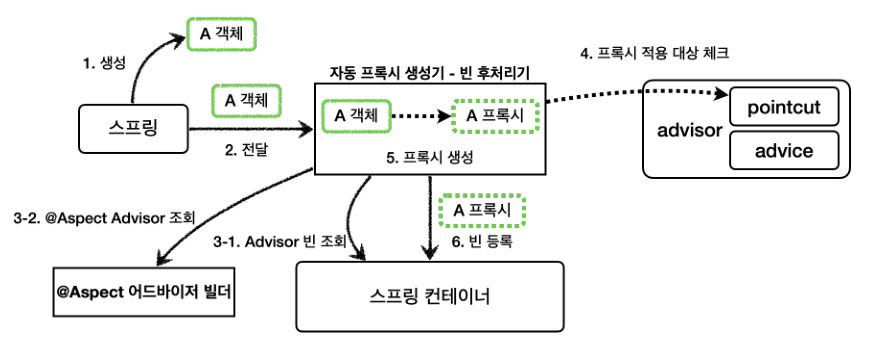 A 객체
1. 생성
자동 프록시 생성기 - 빈 후처리기
4. 프록시 적용 대상 체크
A 객체
A 객체
A 프록시
스프링
2. 전달
5. 프록시 생성
advisor
pointcut
advice
3-2. @Aspect Advisor 조회
3-1. Advisor 빈 조회
A 프록시
6. 빈 등록
@Aspect 어드바이저 빌더
스프링 컨테이너